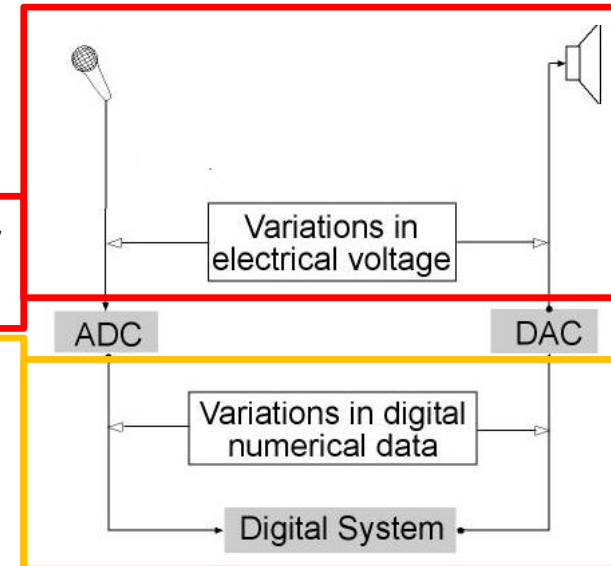 Variations in
electrical voltage
ADC
DAC
Variations in digital
numerical data
Digital System